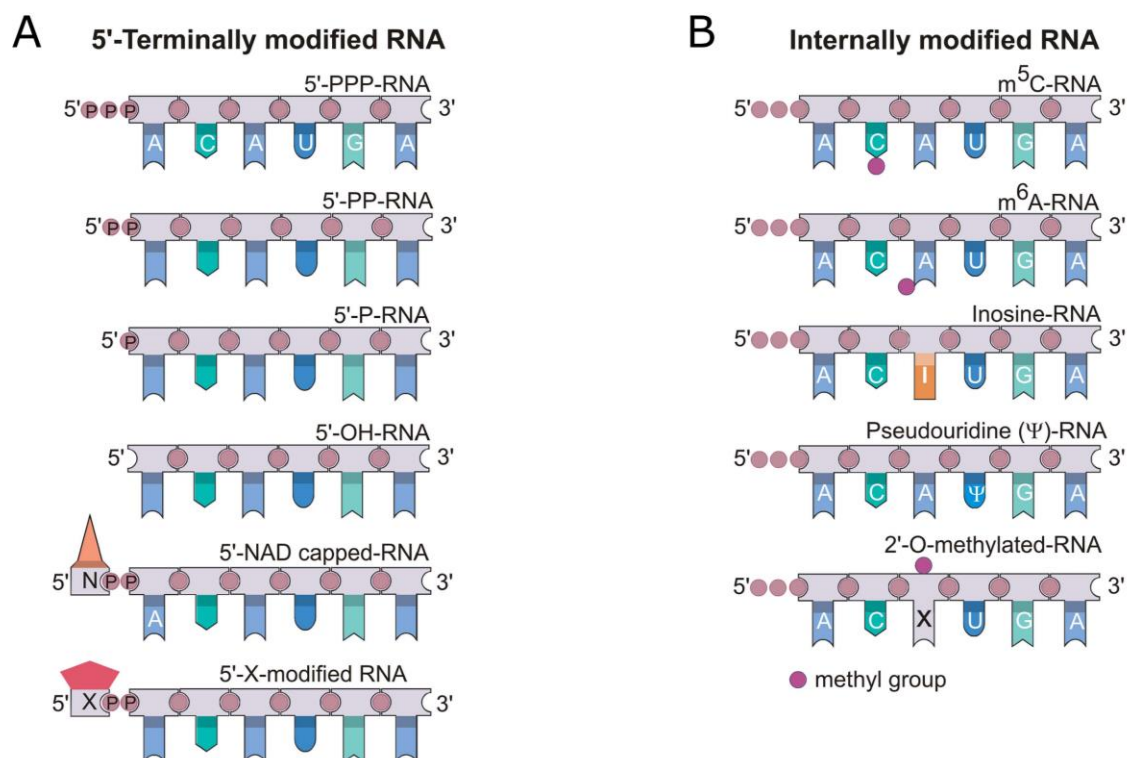 A
5'-Terminally modified RNA
5'-PPP-RNA
5' P P P 3'
A C A U G A
5'-PP-RNA
5' P P 3'
5'-P-RNA
5' P 3'
5'-OH-RNA
5' 3'
5'-NAD capped-RNA
5' N P P 3'
A
5'-X-modified RNA
5' X P P 3'
B
Internally modified RNA
m⁵C-RNA
5' 3'
A C A U G A
m⁶A-RNA
5' 3'
A C A U G A
Inosine-RNA
5' 3'
A C I U G A
Pseudouridine (Ψ)-RNA
5' 3'
A C A Ψ G A
2'-O-methylated-RNA
5' 3'
A C X U G A
methyl group